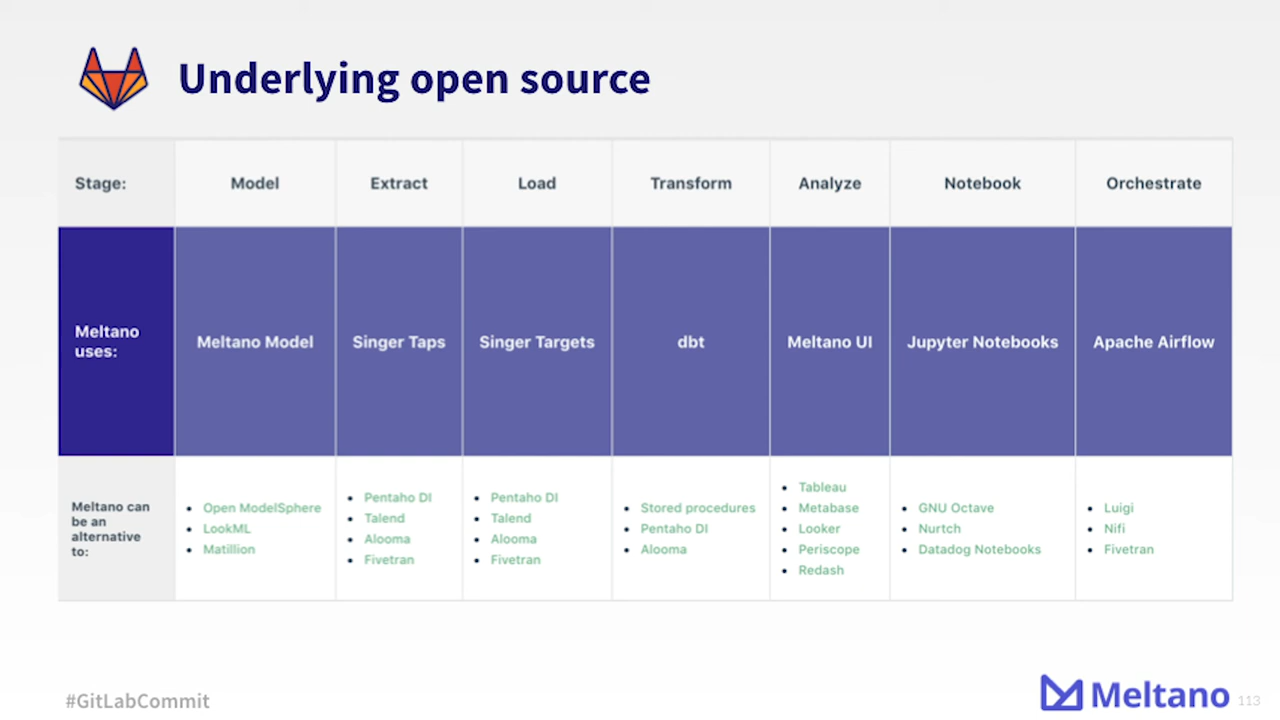 Underlying open source
Stage: Model Extract Load Transform Analyze Notebook Orchestrate
Meltano
uses:
Meltano Model Singer Taps Singer Targets dbt Meltano UI Jupyter Notebooks Apache Airflow
Meltano can
be an
alternative
to:
• Open ModelSphere
• LookML
• Matillion
• Pentaho DI
• Talend
• Alooma
• Fivetran
• Pentaho DI
• Talend
• Alooma
• Fivetran
• Stored procedures
• Pentaho DI
• Alooma
• Tableau
• Metabase
• Looker
• Periscope
• Redash
• GNU Octave
• Nurtch
• Datadog Notebooks
• Luigi
• Nifi
• Fivetran
#GitLabCommit
Meltano 113